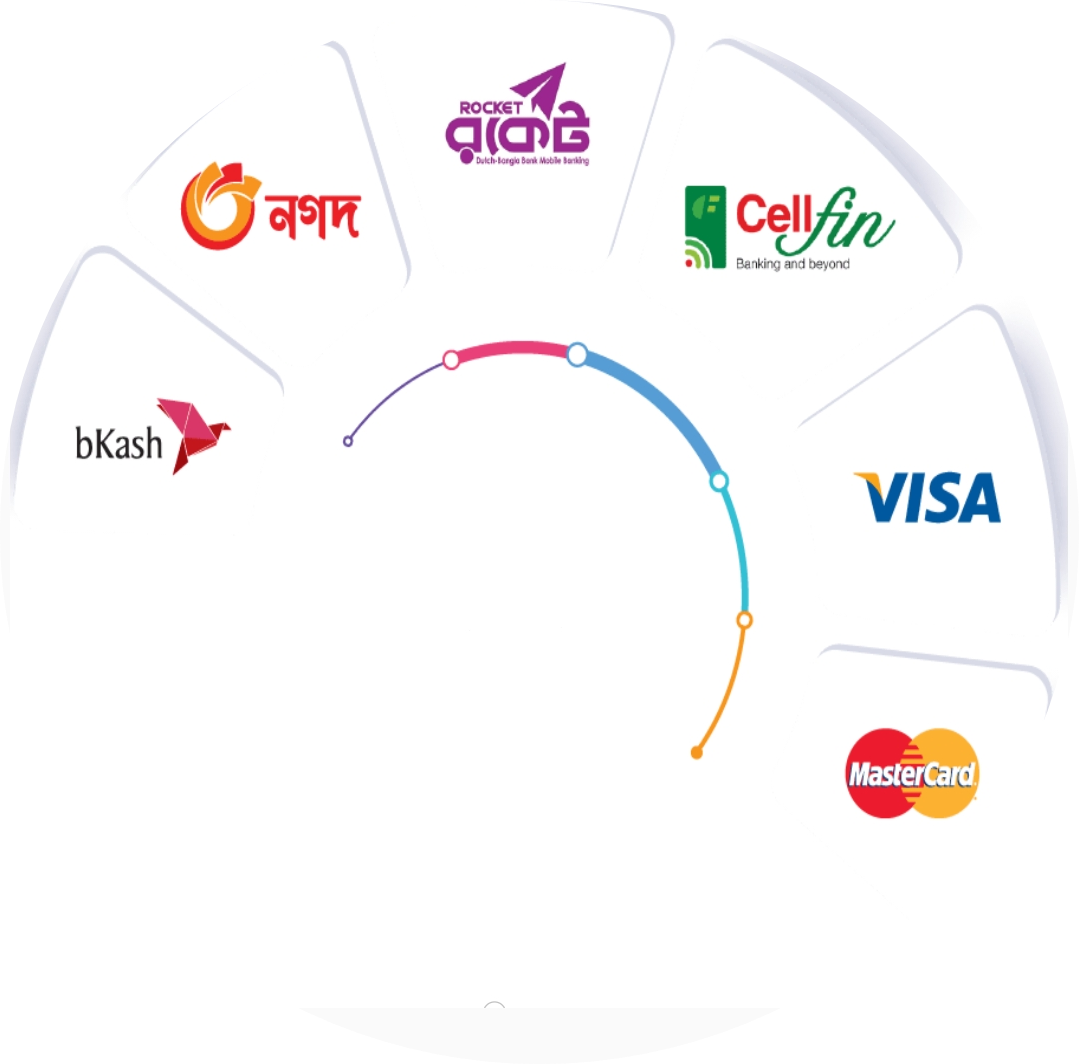 ROCKET
রকেট
Dutch-Bangla Bank Mobile Banking
নগদ
Cellfin
Banking and beyond
bKash
VISA
MasterCard